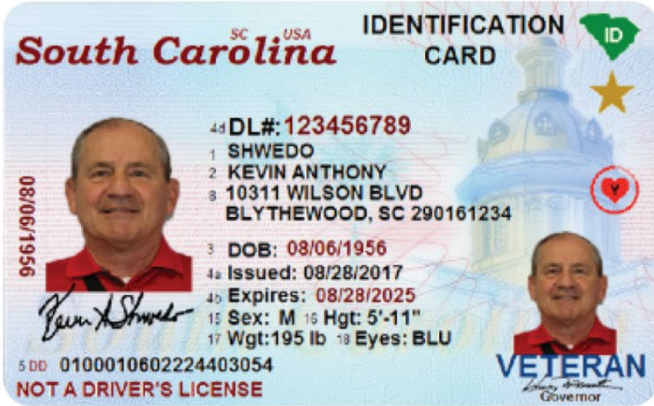 South Carolina
SC USA
IDENTIFICATION
CARD
ID
4d DL#:123456789
1 SHWEDO
2 KEVIN ANTHONY
8 10311 WILSON BLVD
BLYTHEWOOD, SC 290161234
08/06/1956
3 DOB: 08/06/1956
4a Issued: 08/28/2017
4b Expires: 08/28/2025
15 Sex: M 16 Hgt: 5'-11"
17 Wgt:195 lb 18 Eyes: BLU
Kevin A Shwedo
5 DD 0100010602224403054
NOT A DRIVER'S LICENSE
VETERAN
Governor